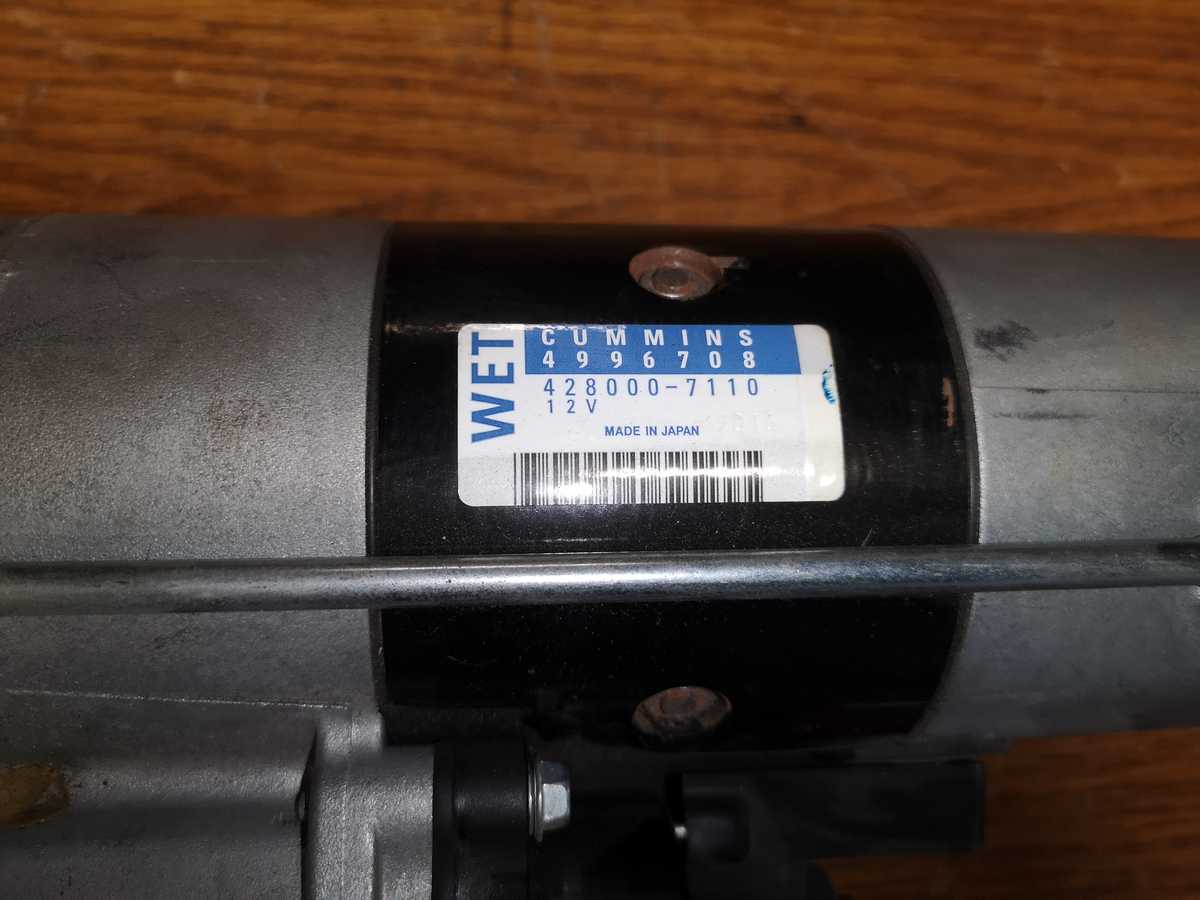 WET
CUMMINS
4996708
428000-7110
12V
MADE IN JAPAN